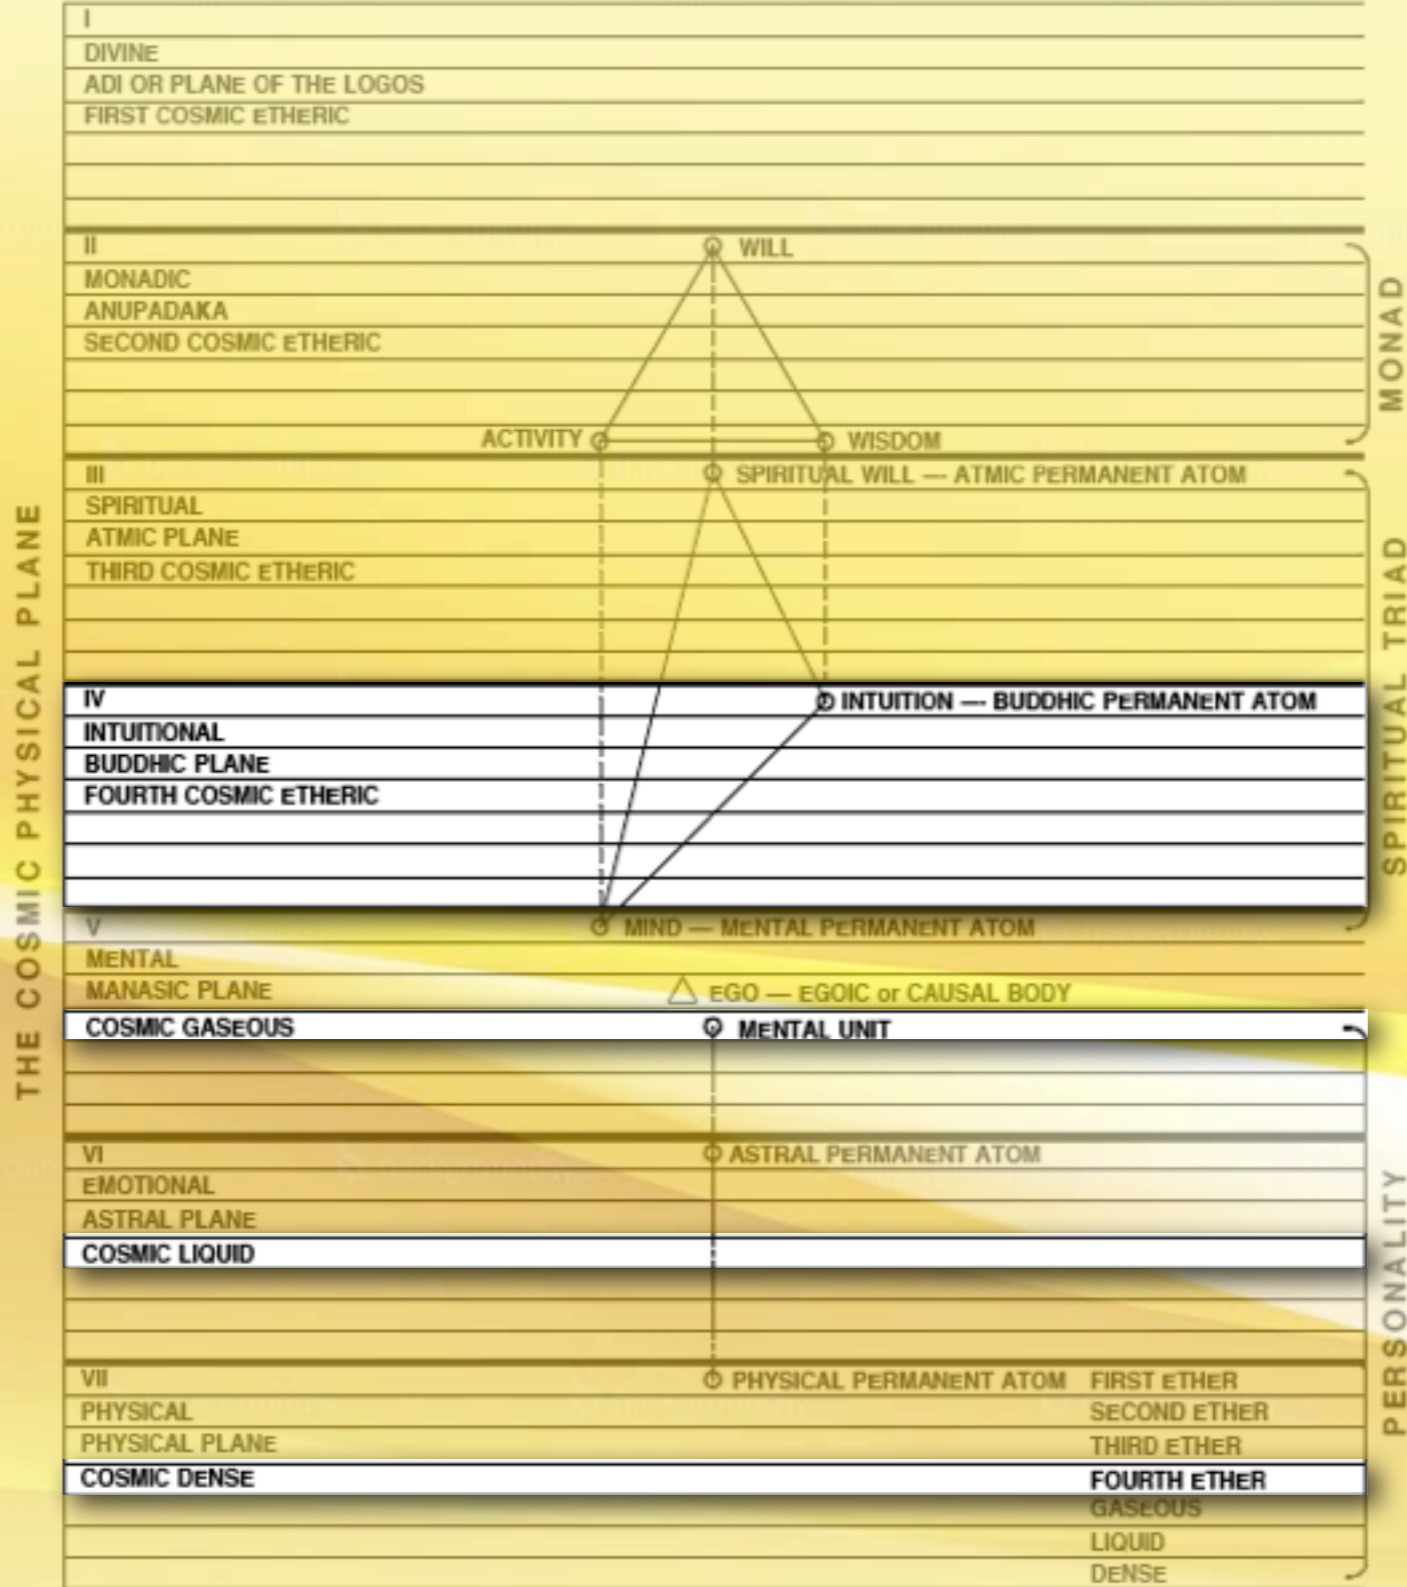 I
DIVINE
ADI OR PLANE OF THE LOGOS
FIRST COSMIC ETHERIC
II
WILL
MONADIC
ANUPADAKA
SECOND COSMIC ETHERIC
ACTIVITY
WISDOM
MONAD
III
SPIRITUAL WILL — ATMIC PERMANENT ATOM
SPIRITUAL
ATMIC PLANE
THIRD COSMIC ETHERIC
IV
INTUITION — BUDDHIC PERMANENT ATOM
INTUITIONAL
BUDDHIC PLANE
FOURTH COSMIC ETHERIC
SPIRITUAL TRIAD
THE COSMIC PHYSICAL PLANE
V
MIND — MENTAL PERMANENT ATOM
MENTAL
MANASIC PLANE
EGO — EGOIC or CAUSAL BODY
COSMIC GASEOUS
MENTAL UNIT
VI
ASTRAL PERMANENT ATOM
EMOTIONAL
ASTRAL PLANE
COSMIC LIQUID
PERSONALITY
VII
PHYSICAL PERMANENT ATOM
FIRST ETHER
PHYSICAL
SECOND ETHER
PHYSICAL PLANE
THIRD ETHER
COSMIC DENSE
FOURTH ETHER
GASEOUS
LIQUID
DENSE